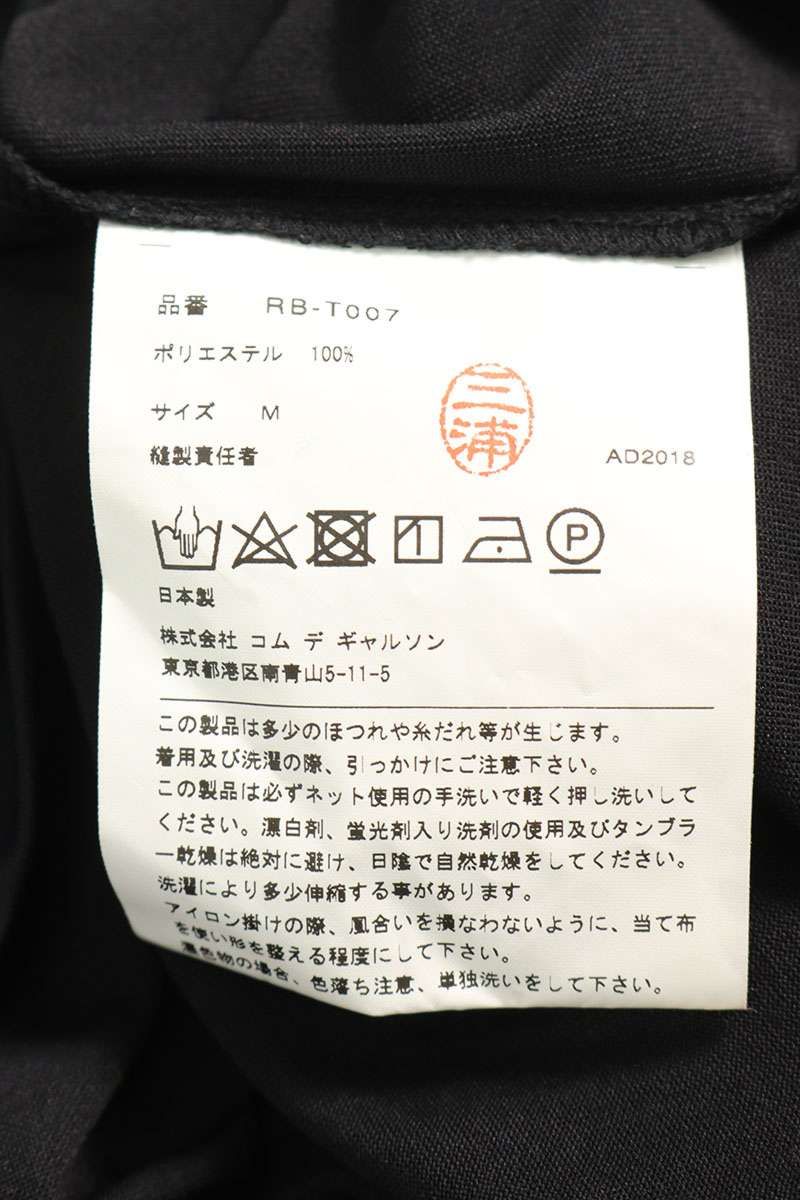 品番 RB-T007
ポリエステル 100%
サイズ M
三浦
縫製責任者 AD2018
P
日本製
株式会社 コム デ ギャルソン
東京都港区南青山5-11-5
この製品は多少のほつれや糸だれ等が生じます。
着用及び洗濯の際、引っかけにご注意下さい。
この製品は必ずネット使用の手洗いで軽く押し洗いして
ください。漂白剤、蛍光剤入り洗剤の使用及びタンブラ
ー乾燥は絶対に避け、日陰で自然乾燥をしてください。
洗濯により多少伸縮する事があります。
アイロン掛けの際、風合いを損なわないように、当て布
を使い形を整える程度にして下さい。
濃色物の場合、色落ち注意、単独洗いをして下さい。